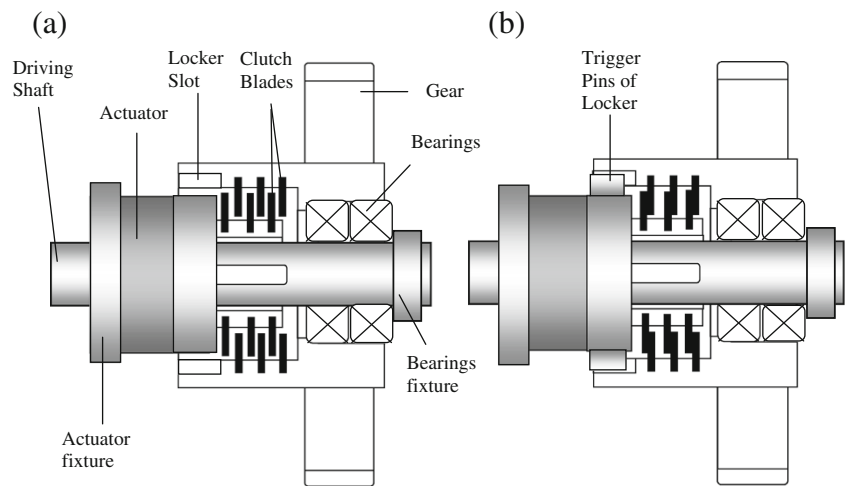 (a)
Driving
Shaft
Actuator
Locker
Slot
Clutch
Blades
Gear
Bearings
Bearings
fixture
Actuator
fixture
(b)
Trigger
Pins of
Locker